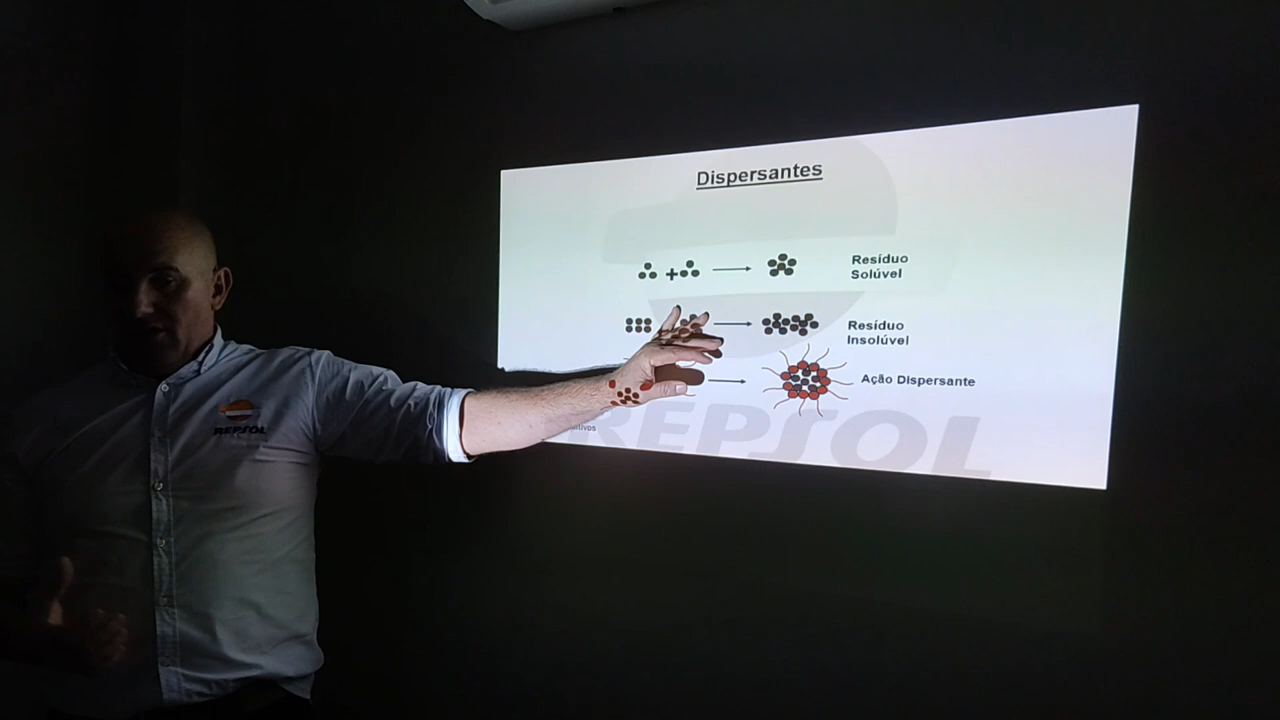 Dispersantes
+
Resíduo
Solúvel
Resíduo
Insolúvel
Ação Dispersante
REPSOL
REPSOL